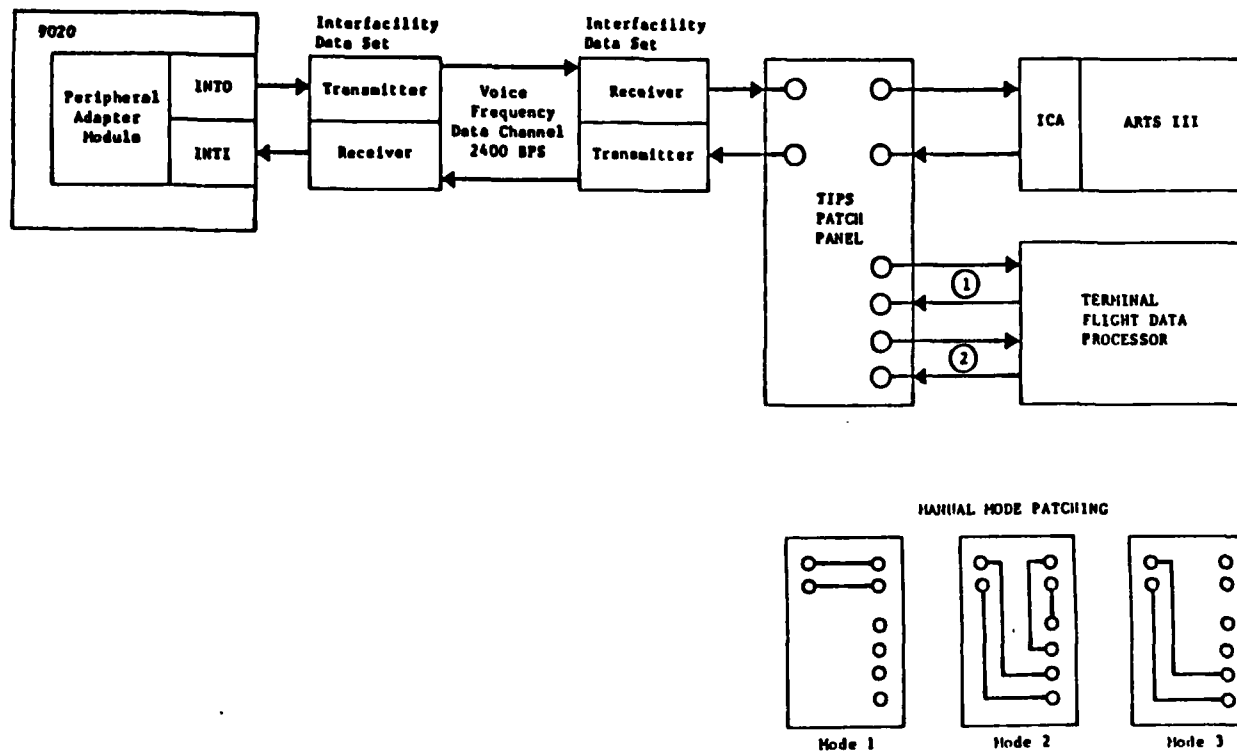 9020
Peripheral
Adapter
Module
INTO
INTI
Interfacility
Data Set
Transmitter
Receiver
Voice
Frequency
Data Channel
2400 BPS
Interfacility
Data Set
Receiver
Transmitter
TIPS
PATCH
PANEL
ICA
ARTS III
1
2
TERMINAL
FLIGHT DATA
PROCESSOR
MANUAL MODE PATCHING
Mode 1
Mode 2
Mode 3